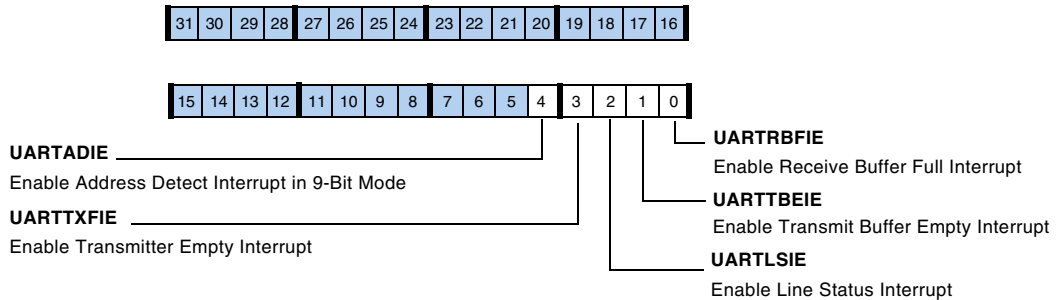 31 30 29 28 27 26 25 24 23 22 21 20 19 18 17 16
15 14 13 12 11 10 9 8 7 6 5 4 3 2 1 0
UARTADIE
Enable Address Detect Interrupt in 9-Bit Mode
UARTTXFIE
Enable Transmitter Empty Interrupt
UARTRBFIE
Enable Receive Buffer Full Interrupt
UARTTBEIE
Enable Transmit Buffer Empty Interrupt
UARTLSIE
Enable Line Status Interrupt